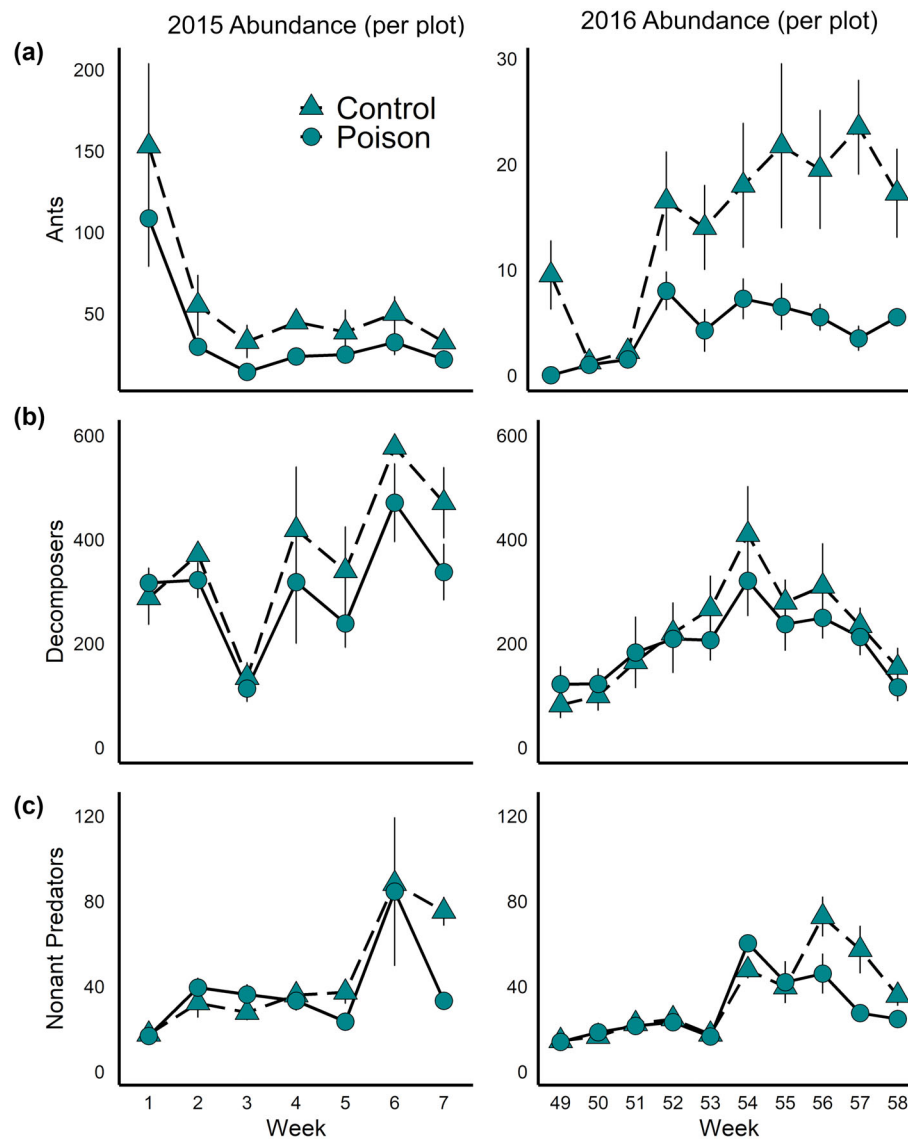 2015 Abundance (per plot)
2016 Abundance (per plot)
(a)
Ants
200
150
100
50
Control
Poison
30
20
10
0
(b)
Decomposers
600
400
200
0
600
400
200
0
(c)
Nonant Predators
120
80
40
0
120
80
40
0
1 2 3 4 5 6 7
Week
49 50 51 52 53 54 55 56 57 58
Week